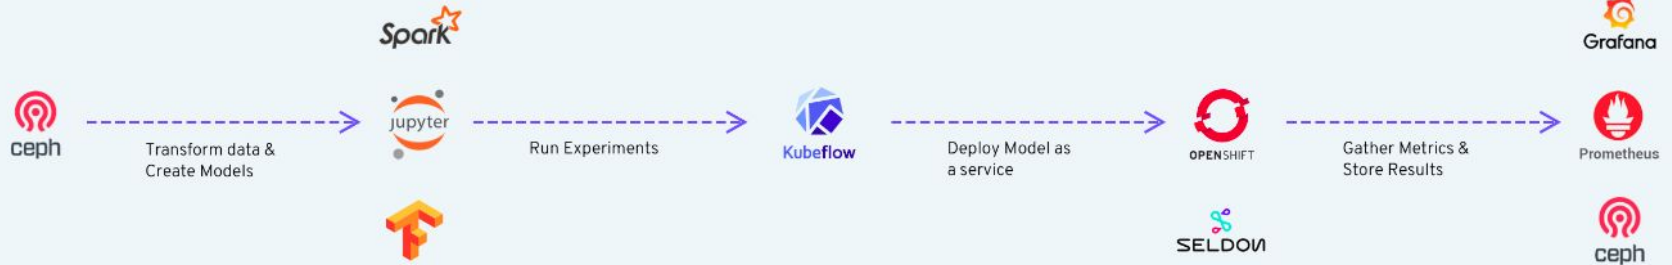 Spark
Grafana
ceph
Transform data &
Create Models
jupyter
Run Experiments
Kubeflow
Deploy Model as
a service
OPENSHIFT
Gather Metrics &
Store Results
Prometheus
SELDON
ceph